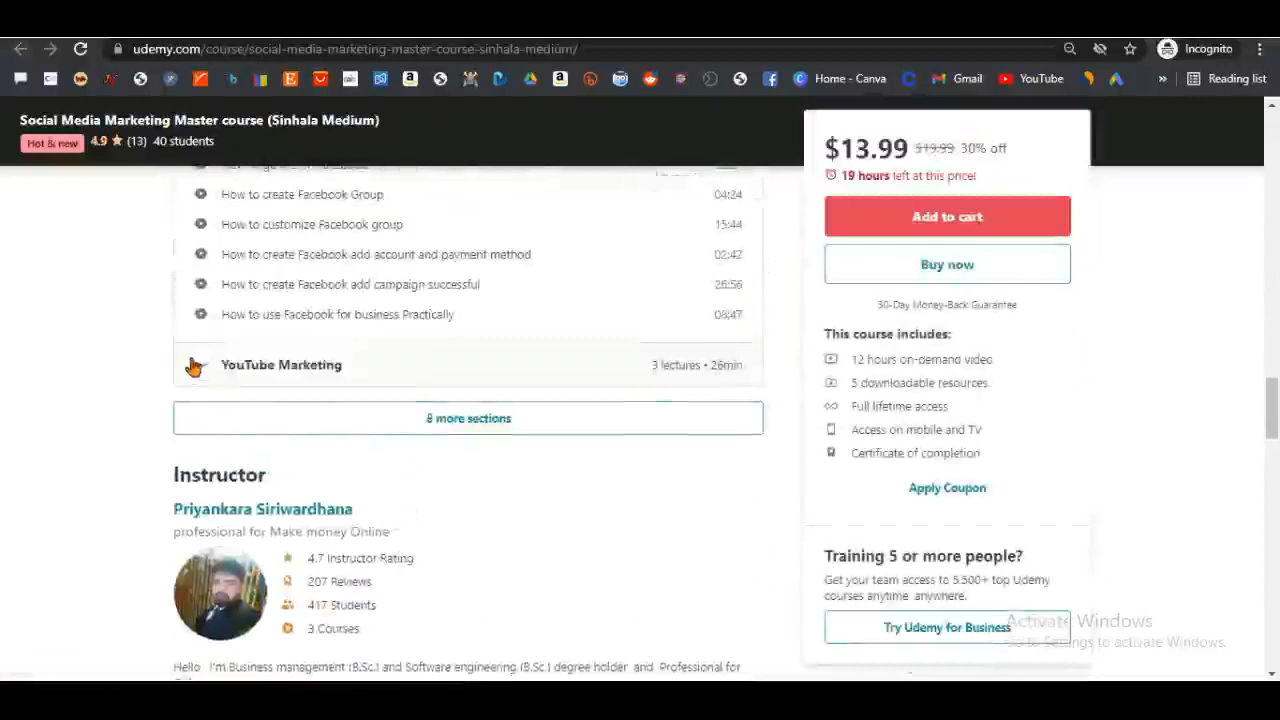 udemy.com/course/social-media-marketing-master-course-sinhala-medium/
Incognito
Home - Canva
Gmail
YouTube
»
Reading list
Social Media Marketing Master course (Sinhala Medium)
Hot & new 4.9 ★ (13) 40 students
How to create Facebook Group 04:24
How to customize Facebook group 15:44
How to create Facebook add account and payment method 02:42
How to create Facebook add campaign successful 26:56
How to use Facebook for business Practically 08:47
YouTube Marketing 3 lectures • 26min
8 more sections
Instructor
Priyankara Siriwardhana
professional for Make money Online
4.7 Instructor Rating
207 Reviews
417 Students
3 Courses
Hello I'm Business management (B.Sc.) and Software engineering (B.Sc.) degree holder and Professional for
$13.99 $19.99 30% off
19 hours left at this price!
Add to cart
Buy now
30-Day Money-Back Guarantee
This course includes:
12 hours on-demand video
5 downloadable resources
Full lifetime access
Access on mobile and TV
Certificate of completion
Apply Coupon
Training 5 or more people?
Get your team access to 5,500+ top Udemy
courses anytime anywhere.
Try Udemy for Business
Activate Windows
Go to Settings to activate Windows.